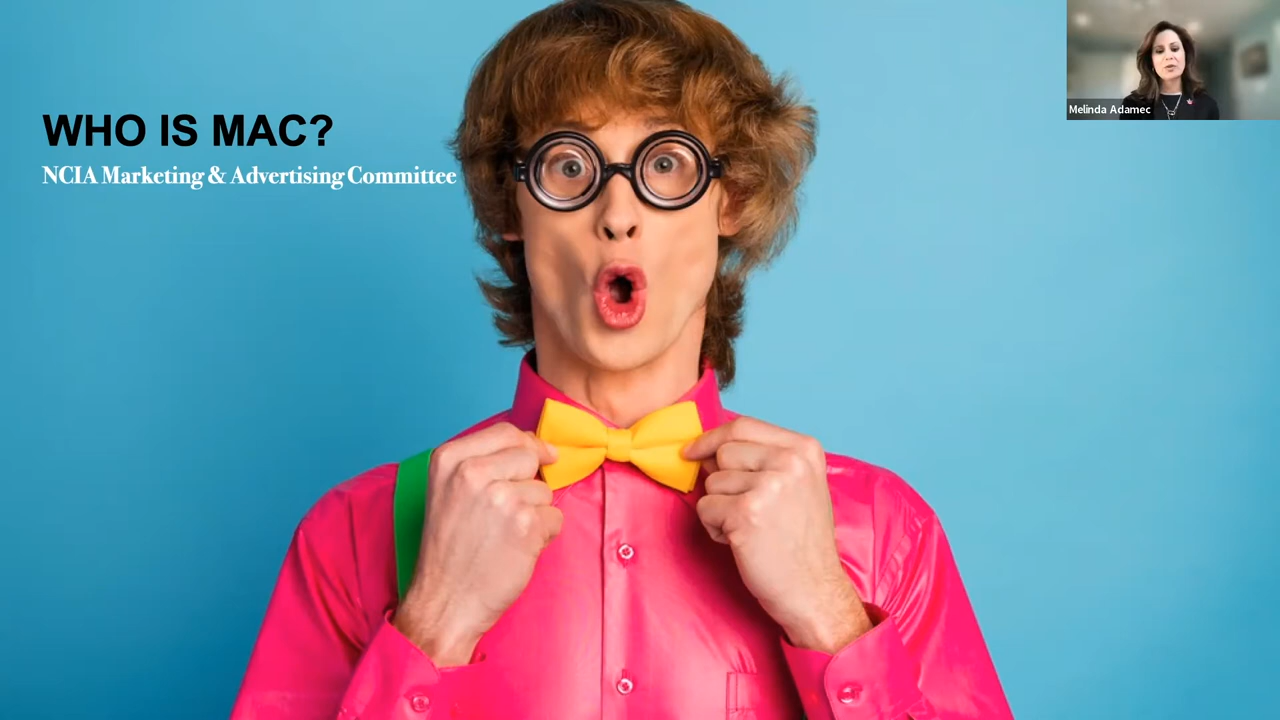 WHO IS MAC?
NCIA Marketing & Advertising Committee
Melinda Adamec